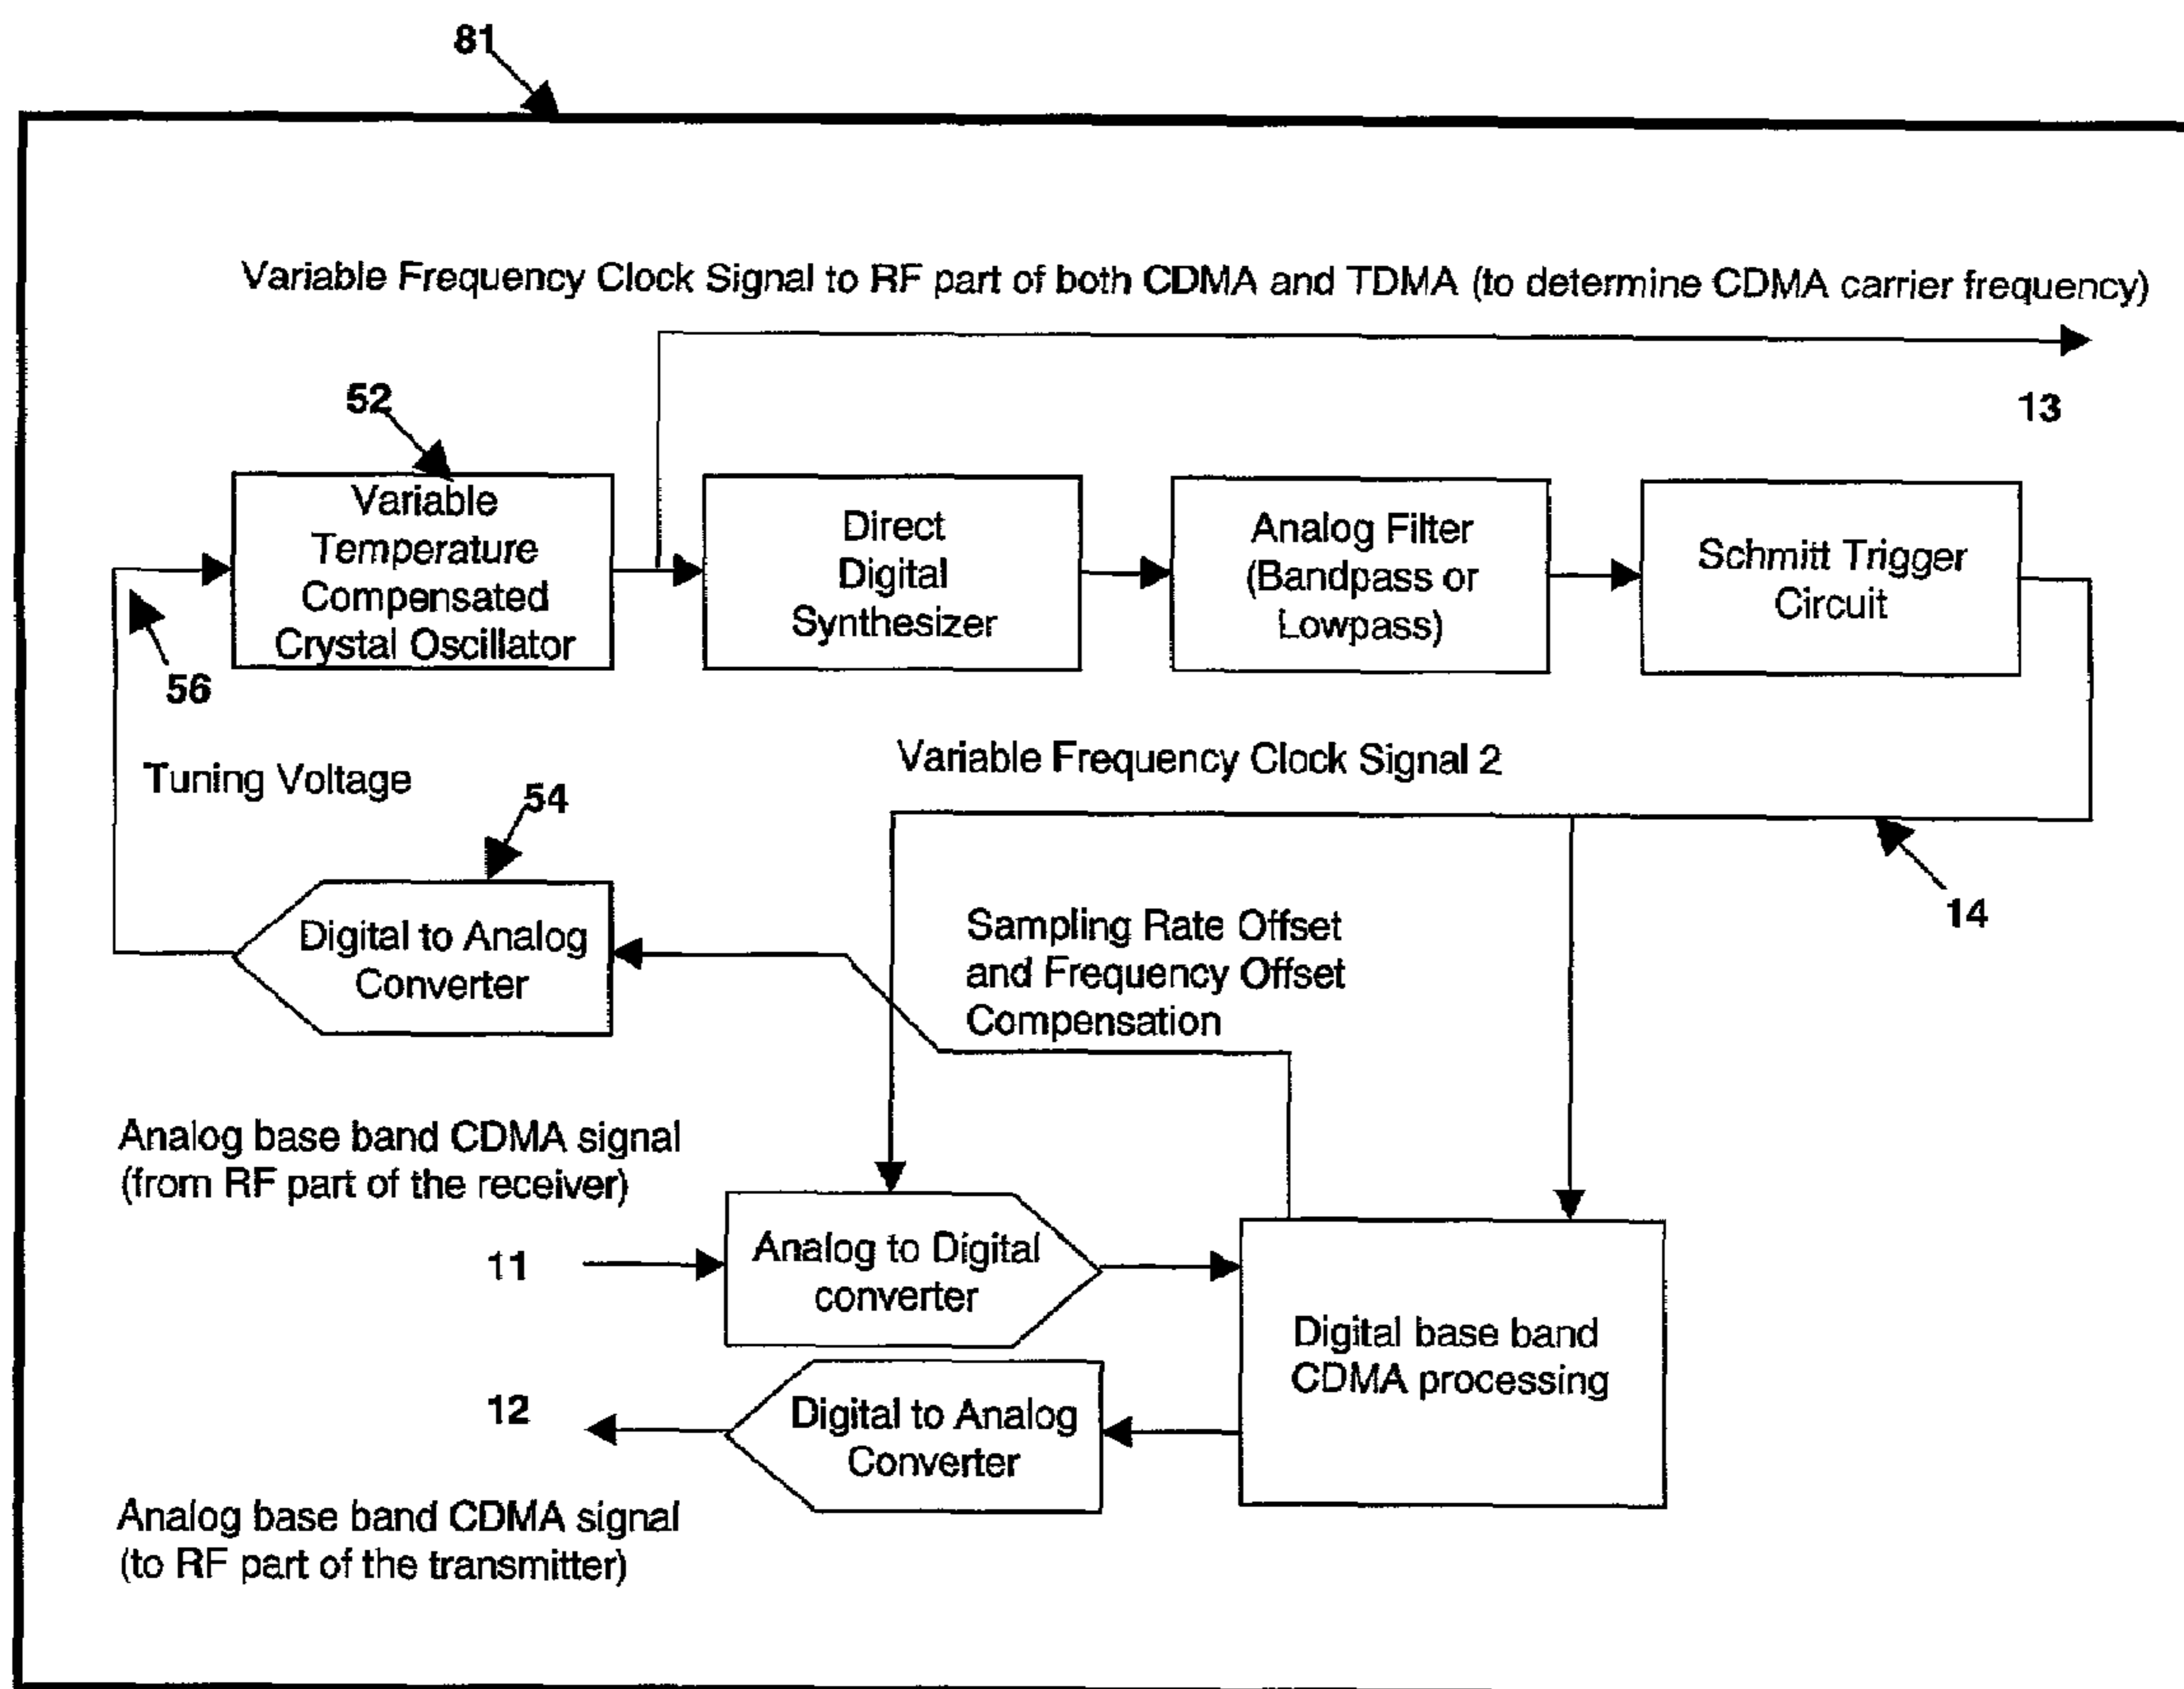 81
Variable Frequency Clock Signal to RF part of both CDMA and TDMA (to determine CDMA carrier frequency)
52
13
Variable
Temperature
Compensated
Crystal Oscillator
Direct
Digital
Synthesizer
Analog Filter
(Bandpass or
Lowpass)
Schmitt Trigger
Circuit
56
Tuning Voltage
Variable Frequency Clock Signal 2
54
14
Digital to Analog
Converter
Sampling Rate Offset
and Frequency Offset
Compensation
Analog base band CDMA signal
(from RF part of the receiver)
11
Analog to Digital
converter
Digital base band
CDMA processing
12
Digital to Analog
Converter
Analog base band CDMA signal
(to RF part of the transmitter)